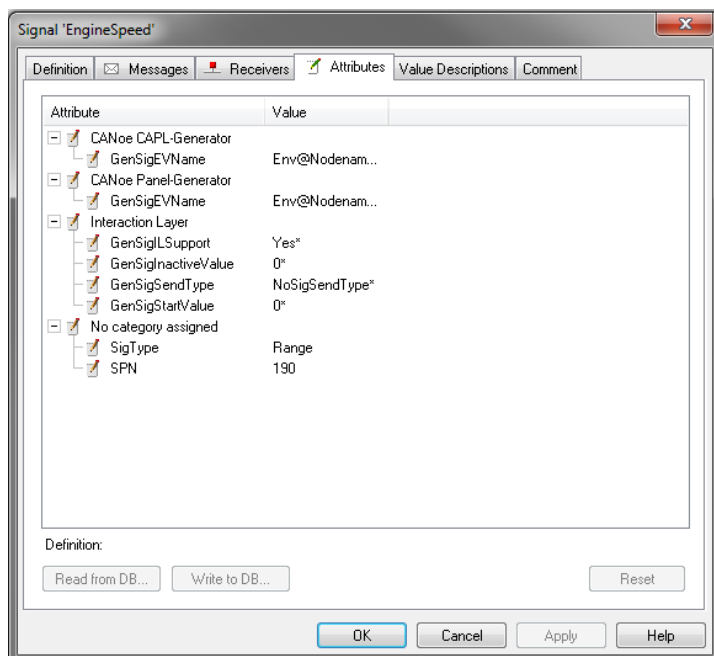 Signal 'EngineSpeed'
Definition Messages Receivers Attributes Value Descriptions Comment
Attribute Value
CANoe CAPL-Generator
GenSigEVName Env@Nodenam...
CANoe Panel-Generator
GenSigEVName Env@Nodenam...
Interaction Layer
GenSigILSupport Yes*
GenSigInactiveValue 0*
GenSigSendType NoSigSendType*
GenSigStartValue 0*
No category assigned
SigType Range
SPN 190
Definition:
Read from DB... Write to DB... Reset
OK Cancel Apply Help